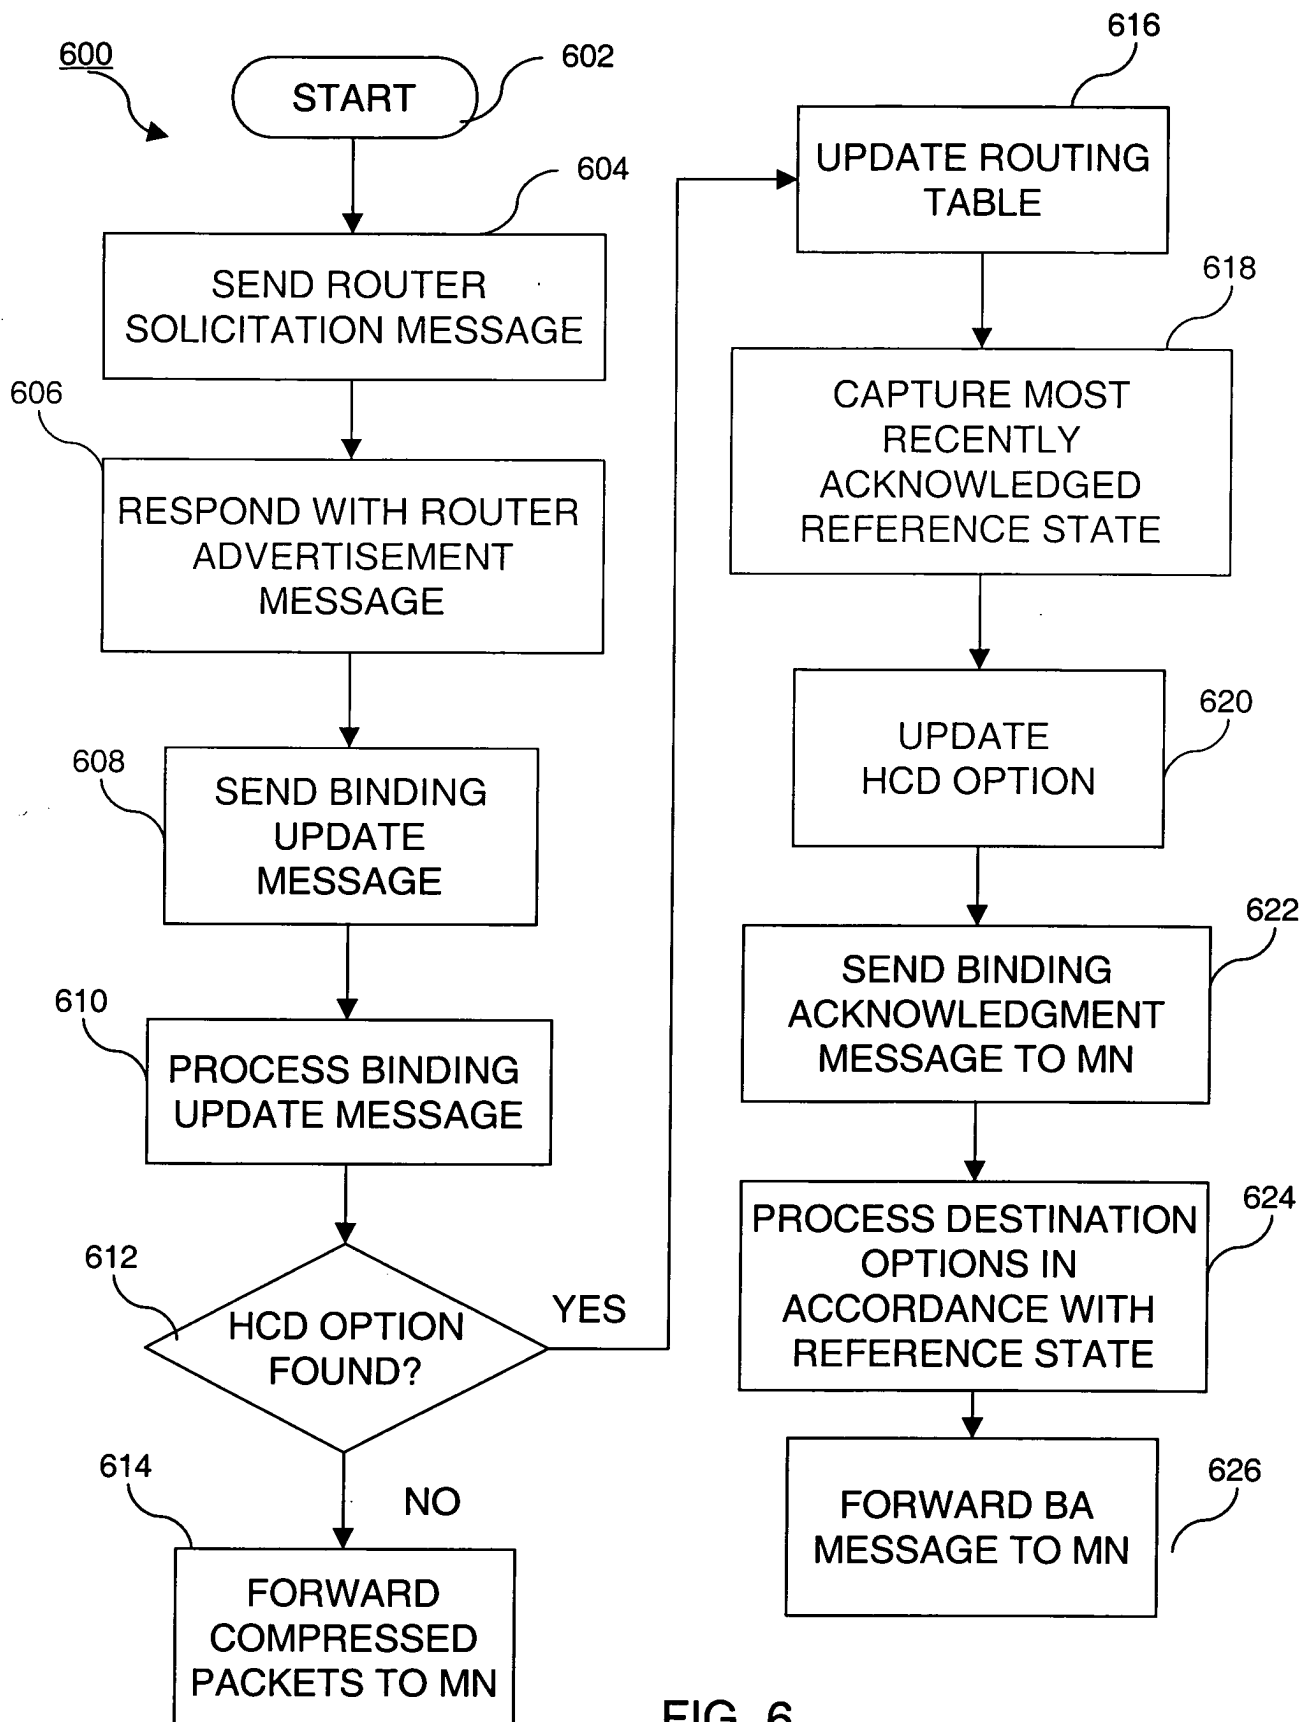 600
START
602
604
SEND ROUTER
SOLICITATION MESSAGE
606
RESPOND WITH ROUTER
ADVERTISEMENT
MESSAGE
608
SEND BINDING
UPDATE
MESSAGE
610
PROCESS BINDING
UPDATE MESSAGE
612
HCD OPTION
FOUND?
YES
NO
614
FORWARD
COMPRESSED
PACKETS TO MN
616
UPDATE ROUTING
TABLE
618
CAPTURE MOST
RECENTLY
ACKNOWLEDGED
REFERENCE STATE
620
UPDATE
HCD OPTION
622
SEND BINDING
ACKNOWLEDGMENT
MESSAGE TO MN
624
PROCESS DESTINATION
OPTIONS IN
ACCORDANCE WITH
REFERENCE STATE
626
FORWARD BA
MESSAGE TO MN
FIG. 6